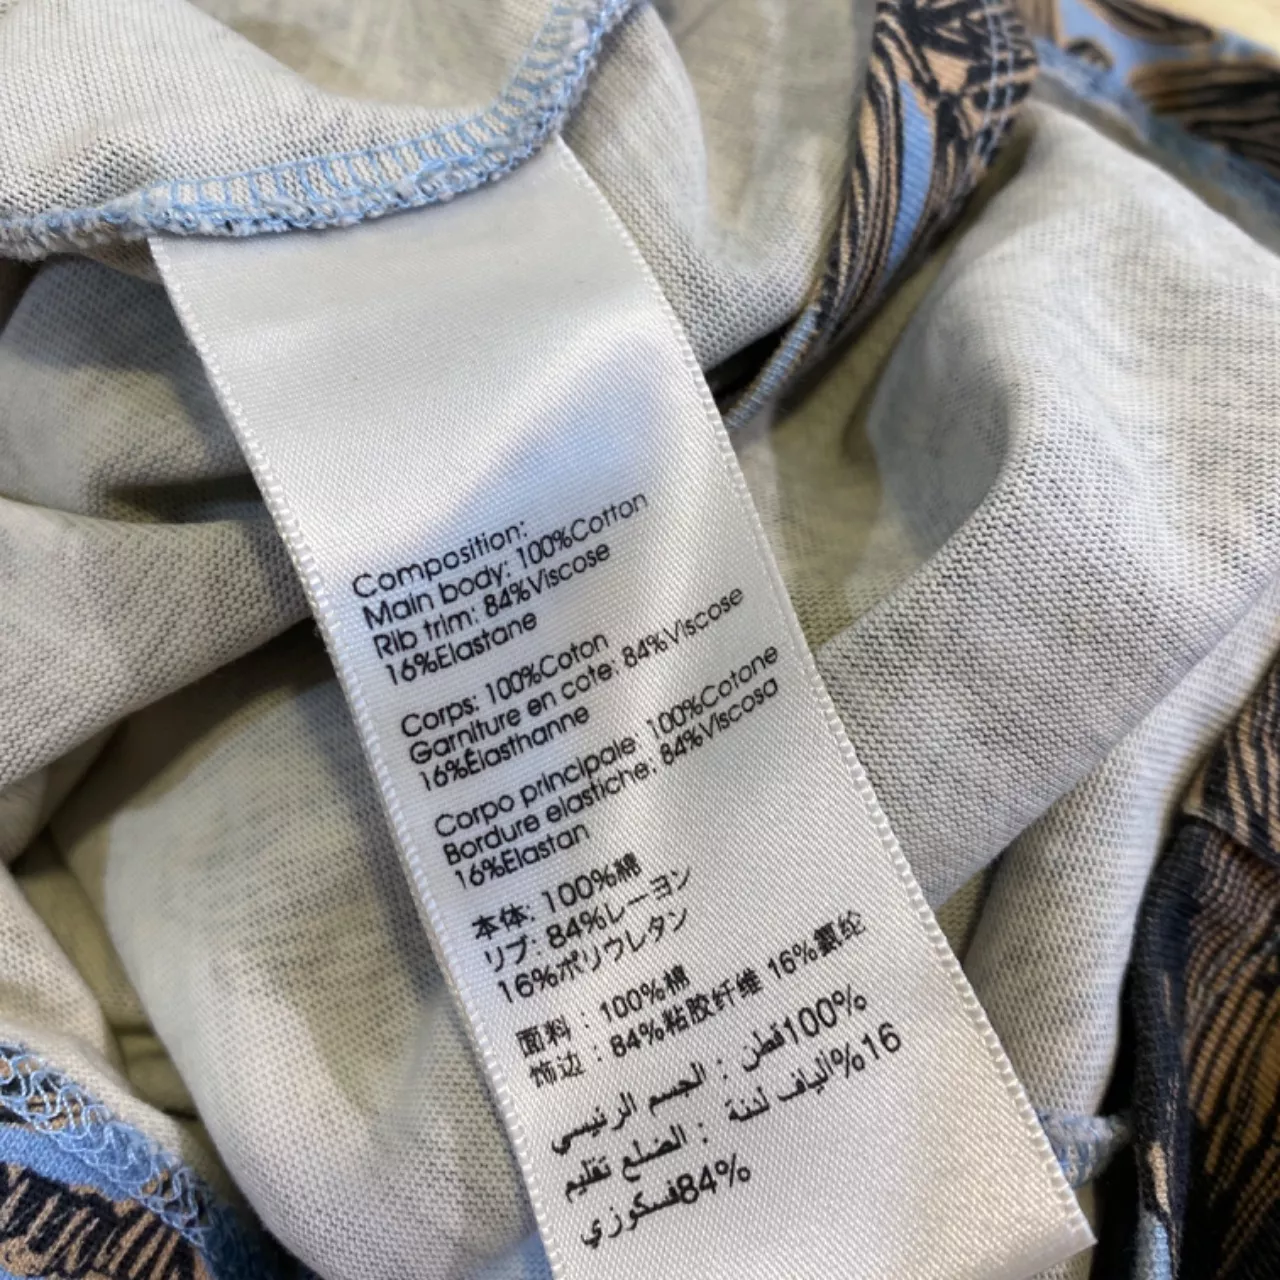 Composition:
Main body: 100%Cotton
Rib trim: 84%Viscose
16%Elastane
Corps: 100%Coton
Garniture en cote: 84%Viscose
16%Élasthanne
Corpo principale 100%Cotone
Bordure elastiche: 84%Viscosa
16%Elastan
本体: 100%綿
リブ: 84%レーヨン
16%ポリウレタン
面料 : 100%棉
饰边 : 84%粘胶纤维 16%氨纶
100%قطن : الجسم الرئيسي
16%ألياف لدنة : الضلع تقليم
84%فسكوزي